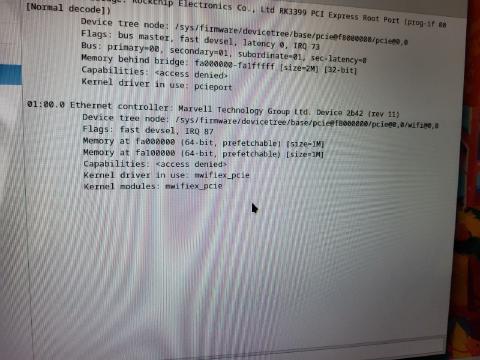 Rockchip Electronics Co., Ltd RK3399 PCI Express Root Port (prog-if 00
[Normal decode])
Device tree node: /sys/firmware/devicetree/base/pcie@f8000000/pcie@0,0
Flags: bus master, fast devsel, latency 0, IRQ 73
Bus: primary=00, secondary=01, subordinate=01, sec-latency=0
Memory behind bridge: fa000000-fa1fffff [size=2M] [32-bit]
Capabilities: <access denied>
Kernel driver in use: pcieport
01:00.0 Ethernet controller: Marvell Technology Group Ltd. Device 2b42 (rev 11)
Device tree node: /sys/firmware/devicetree/base/pcie@f8000000/pcie@0,0/wifi@0,0
Flags: fast devsel, IRQ 87
Memory at fa000000 (64-bit, prefetchable) [size=1M]
Memory at fa100000 (64-bit, prefetchable) [size=1M]
Capabilities: <access denied>
Kernel driver in use: mwifiex_pcie
Kernel modules: mwifiex_pcie